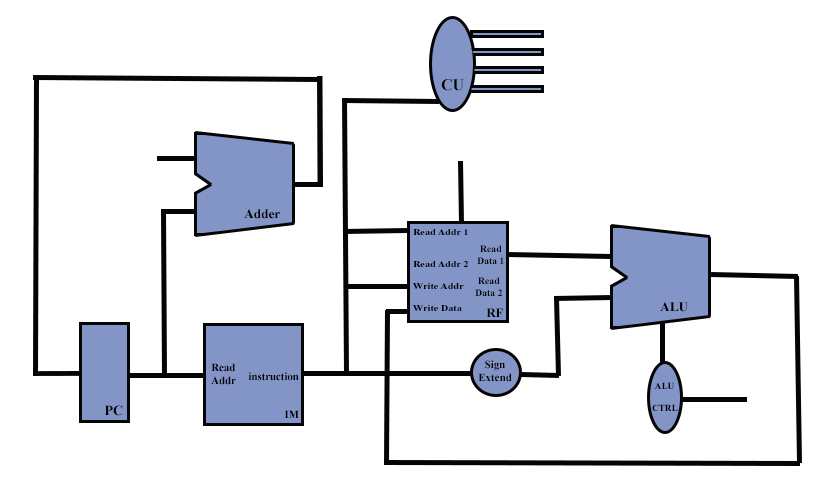 CU
Adder
Read Addr 1
Read Addr 2
Write Addr
Write Data
Read
Data 1
Read
Data 2
RF
ALU
PC
Read
Addr
instruction
IM
Sign
Extend
ALU
CTRL